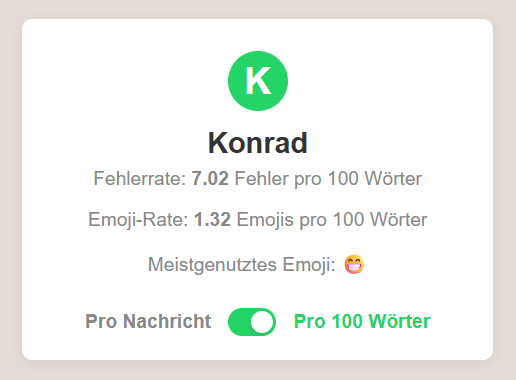 K
Konrad
Fehlerrate: 7.02 Fehler pro 100 Wörter
Emoji-Rate: 1.32 Emojis pro 100 Wörter
Meistgenutztes Emoji: 😁
Pro Nachricht Pro 100 Wörter